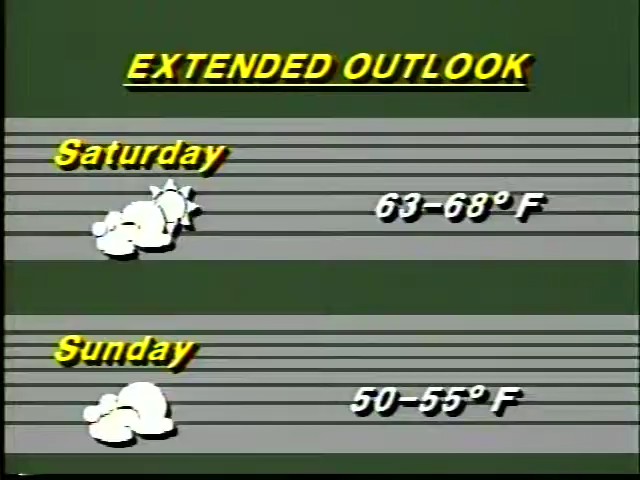 EXTENDED OUTLOOK
Saturday
63-68° F
Sunday
50-55° F